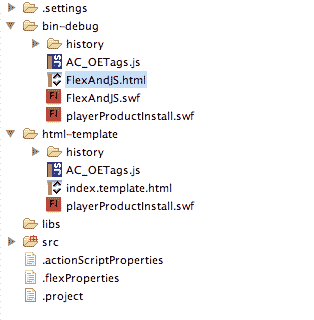 .settings
bin-debug
history
AC_OETags.js
FlexAndJS.html
FlexAndJS.swf
playerProductInstall.swf
html-template
history
AC_OETags.js
index.template.html
playerProductInstall.swf
libs
src
.actionScriptProperties
.flexProperties
.project